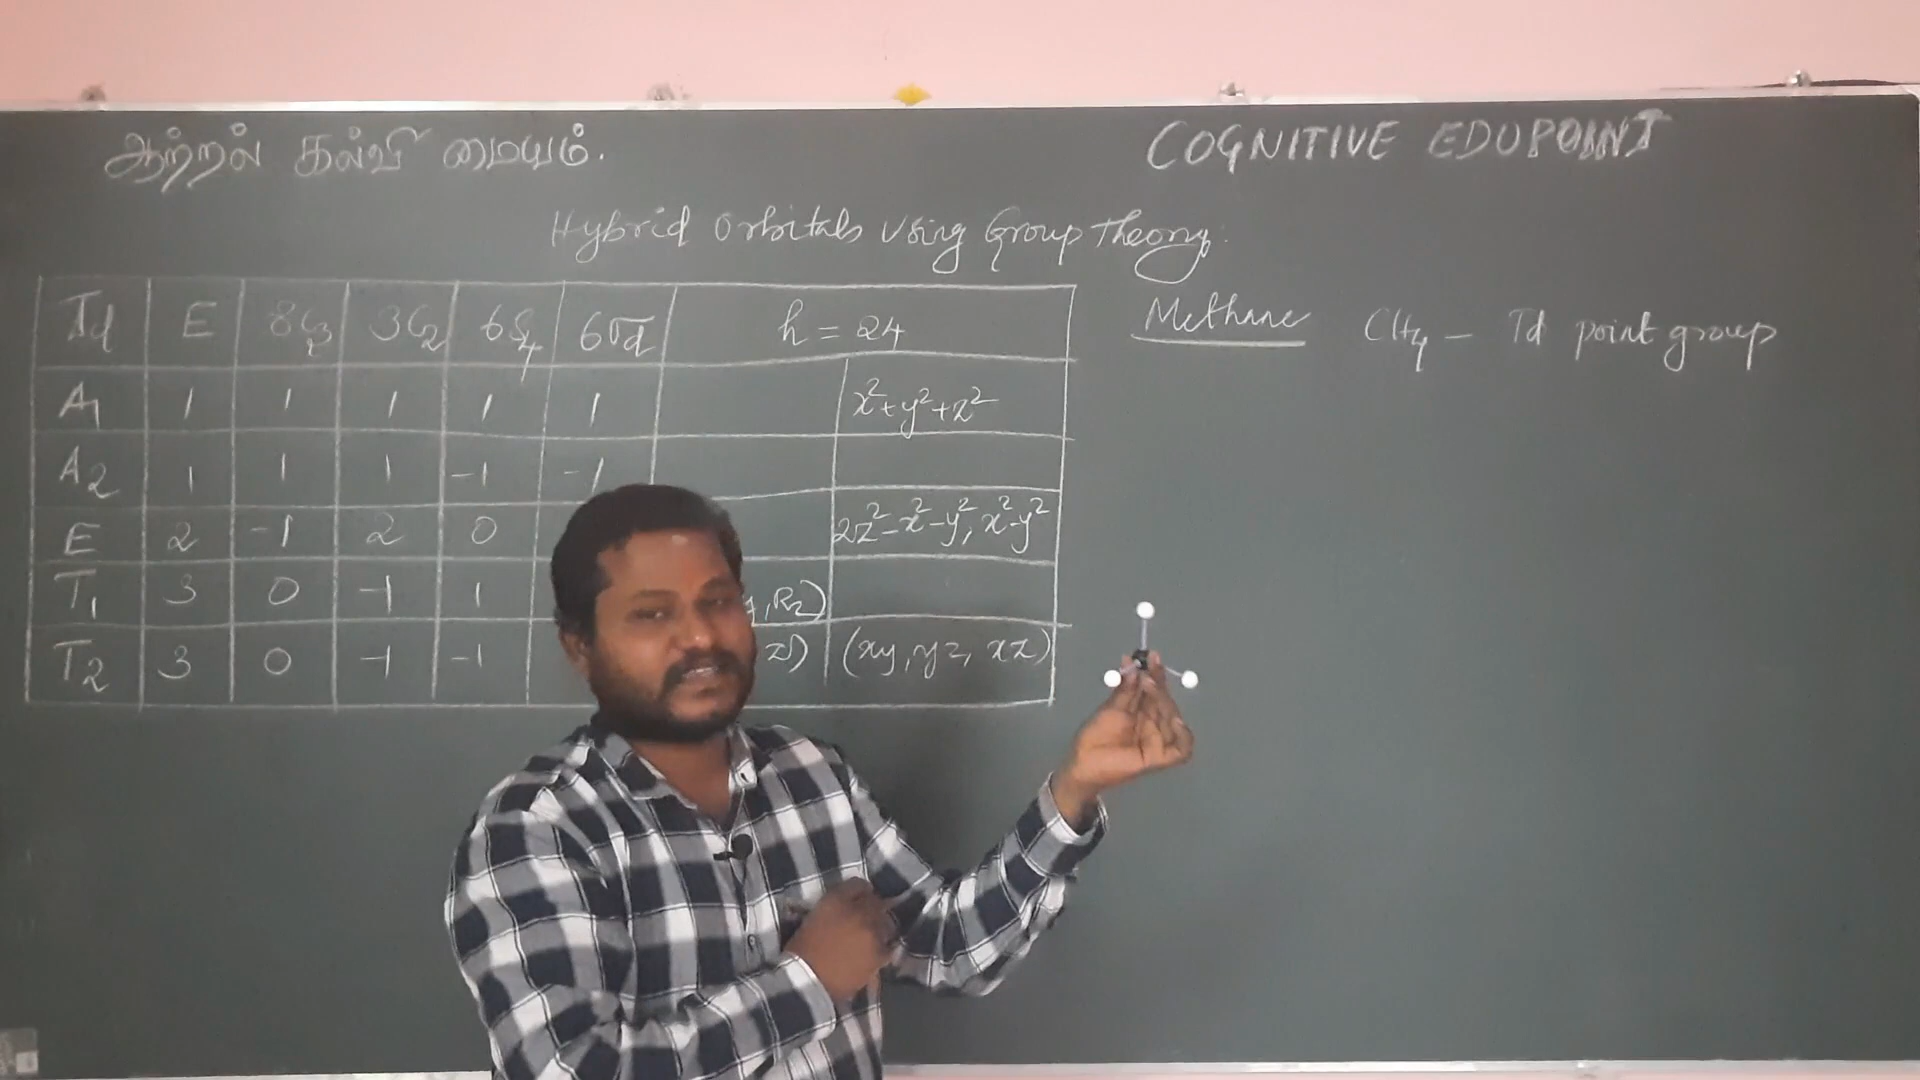 ஆற்றல் கல்வி மையம்.
COGNITIVE EDUPOINT
Hybrid Orbitals Using Group Theory:
Td E 8C3 3C2 6S4 6σd h = 24
A1 1 1 1 1 1 x²+y²+z²
A2 1 1 1 -1 -1
E 2 -1 2 0 2z²-x²-y², x²-y²
T1 3 0 -1 1 , Rz)
T2 3 0 -1 -1 z) (xy, yz, xz)
Methane CH4 – Td point group